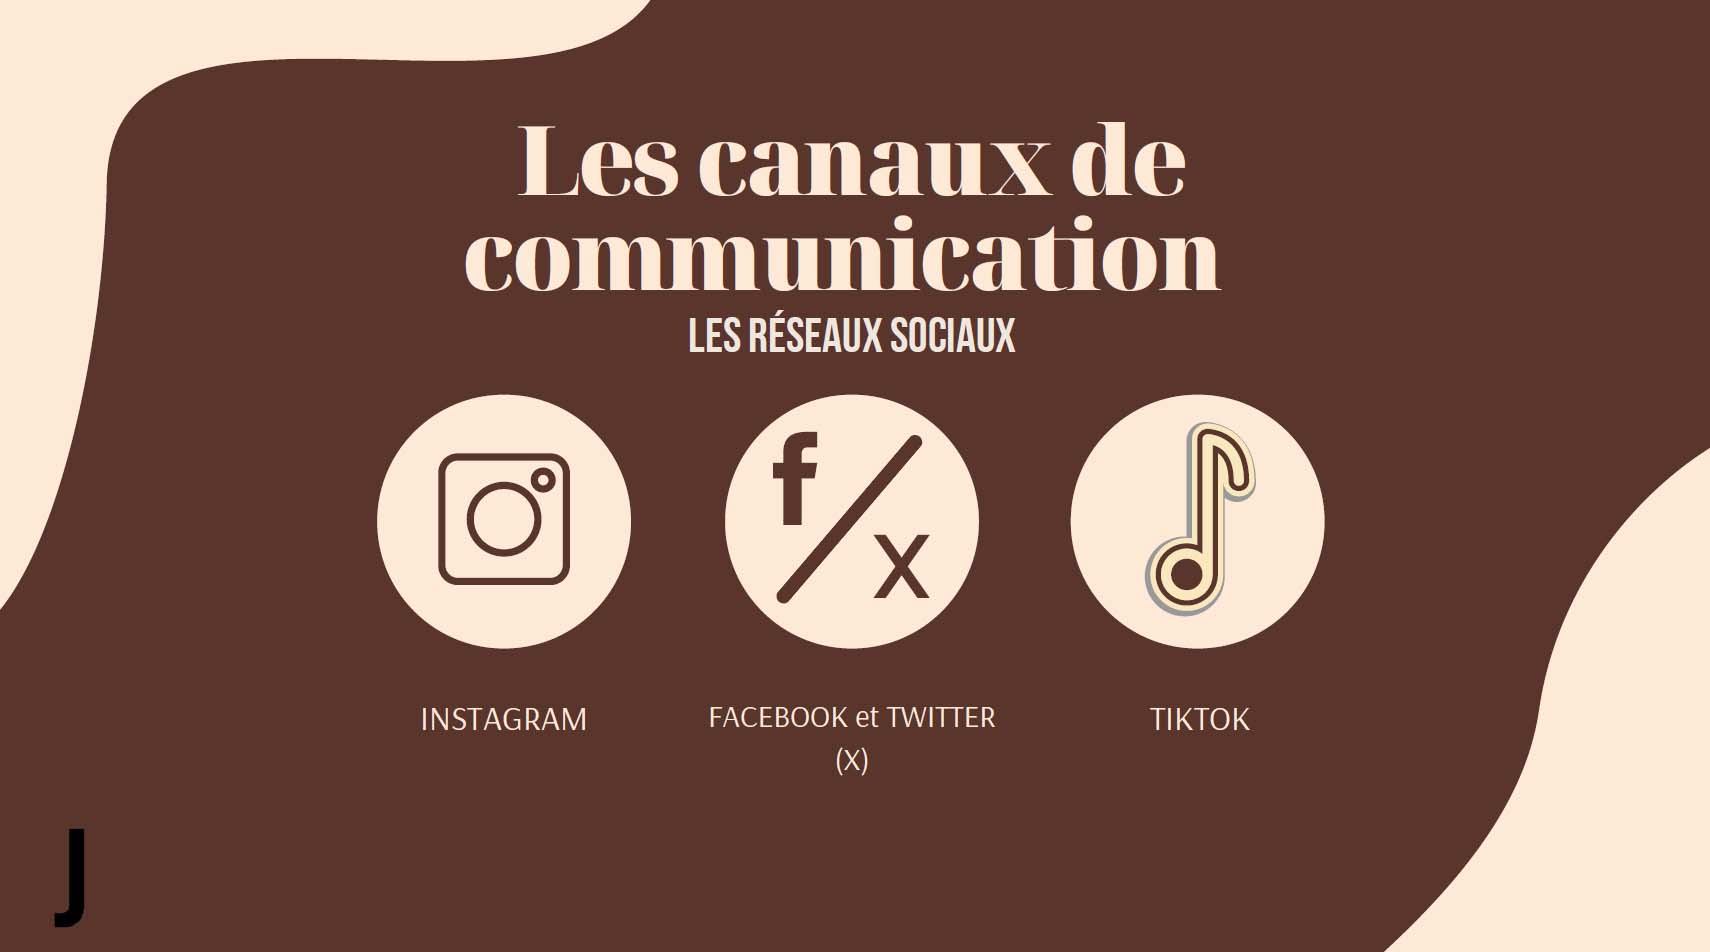 Les canaux de
communication
LES RÉSEAUX SOCIAUX
f
X
INSTAGRAM
FACEBOOK et TWITTER
(X)
TIKTOK
J